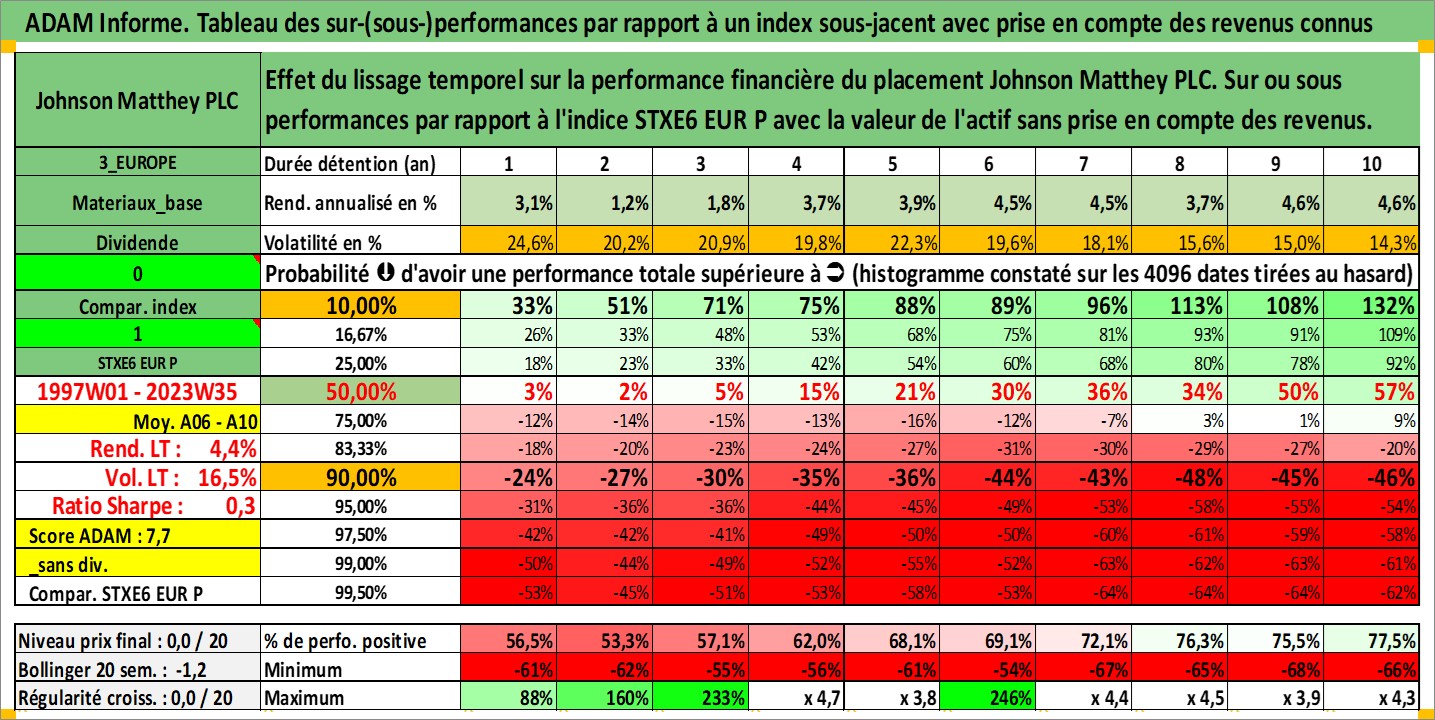 ADAM Informe. Tableau des sur-(sous-)performances par rapport à un index sous-jacent avec prise en compte des revenus connus
Johnson Matthey PLC
Effet du lissage temporel sur la performance financière du placement Johnson Matthey PLC. Sur ou sous
performances par rapport à l'indice STXE6 EUR P avec la valeur de l'actif sans prise en compte des revenus.
3_EUROPE Durée détention (an) 1 2 3 4 5 6 7 8 9 10
Materiaux_base Rend. annualisé en % 3,1% 1,2% 1,8% 3,7% 3,9% 4,5% 4,5% 3,7% 4,6% 4,6%
Dividende Volatilité en % 24,6% 20,2% 20,9% 19,8% 22,3% 19,6% 18,1% 15,6% 15,0% 14,3%
0 Probabilité d'avoir une performance totale supérieure à (histogramme constaté sur les 4096 dates tirées au hasard)
Compar. index 10,00% 33% 51% 71% 75% 88% 89% 96% 113% 108% 132%
1 16,67% 26% 33% 48% 53% 68% 75% 81% 93% 91% 109%
STXE6 EUR P 25,00% 18% 23% 33% 42% 54% 60% 68% 80% 78% 92%
1997W01 - 2023W35 50,00% 3% 2% 5% 15% 21% 30% 36% 34% 50% 57%
Moy. A06 - A10 75,00% -12% -14% -15% -13% -16% -12% -7% 3% 1% 9%
Rend. LT : 4,4% 83,33% -18% -20% -23% -24% -27% -31% -30% -29% -27% -20%
Vol. LT : 16,5% 90,00% -24% -27% -30% -35% -36% -44% -43% -48% -45% -46%
Ratio Sharpe : 0,3 95,00% -31% -36% -36% -44% -45% -49% -53% -58% -55% -54%
Score ADAM : 7,7 97,50% -42% -42% -41% -49% -50% -50% -60% -61% -59% -58%
_sans div. 99,00% -50% -44% -49% -52% -55% -52% -63% -62% -63% -61%
Compar. STXE6 EUR P 99,50% -53% -45% -51% -53% -58% -53% -64% -64% -64% -62%
Niveau prix final : 0,0 / 20 % de perfo. positive 56,5% 53,3% 57,1% 62,0% 68,1% 69,1% 72,1% 76,3% 75,5% 77,5%
Bollinger 20 sem. : -1,2 Minimum -61% -62% -55% -56% -61% -54% -67% -65% -68% -66%
Régularité croiss. : 0,0 / 20 Maximum 88% 160% 233% x 4,7 x 3,8 246% x 4,4 x 4,5 x 3,9 x 4,3